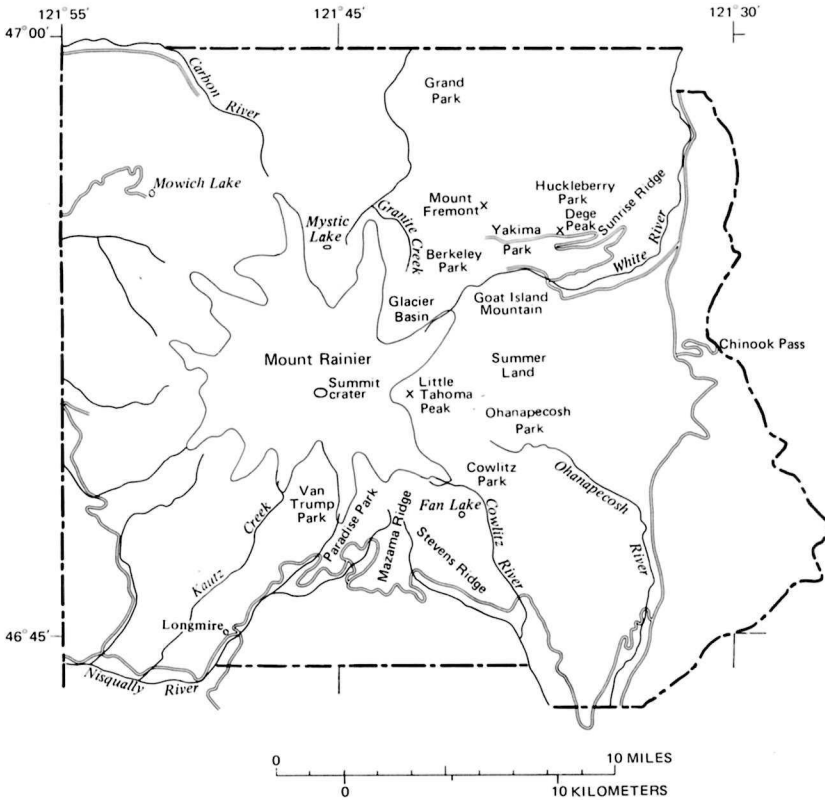 121°55′
121°45′
121°30′
47°00′
Carbon
River
Grand
Park
Mowich Lake
Mystic
Lake
Granite Creek
Mount
Fremont
Huckleberry
Park
Dege
Peak
Sunrise Ridge
Yakima
Park
Berkeley
Park
White
River
Glacier
Basin
Goat Island
Mountain
Chinook Pass
Mount Rainier
Summit
crater
Little
Tahoma
Peak
Summer
Land
Ohanapecosh
Park
Cowlitz
Park
Ohanapecosh
River
Van
Trump
Park
Paradise Park
Mazama Ridge
Fan Lake
Cowlitz
River
Stevens Ridge
Kautz
Creek
Longmire
46°45′
Nisqually
River
0
10 MILES
0
10 KILOMETERS